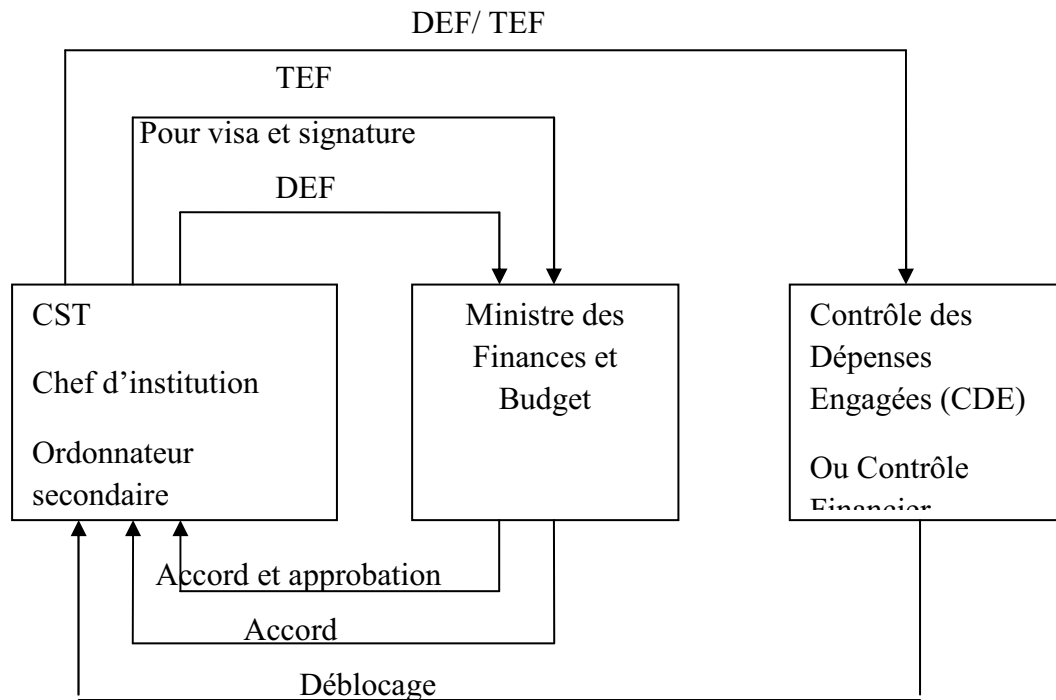 DEF/ TEF
TEF
Pour visa et signature
DEF
CST
Chef d’institution
Ordonnateur
secondaire
Ministre des
Finances et
Budget
Contrôle des
Dépenses
Engagées (CDE)
Ou Contrôle
Financier
Accord et approbation
Accord
Déblocage